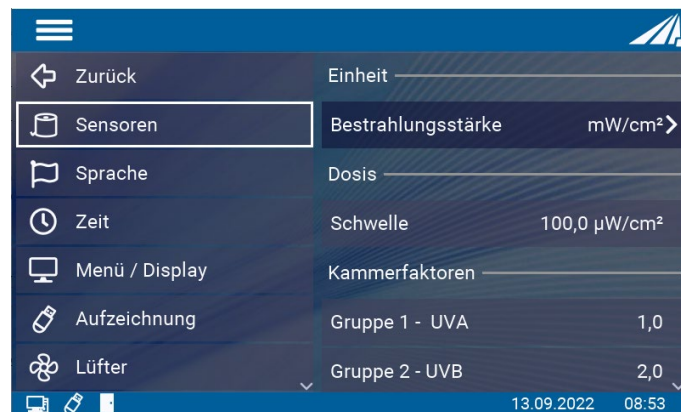 Zurück
Sensoren
Sprache
Zeit
Menü / Display
Aufzeichnung
Lüfter
Einheit
Bestrahlungsstärke mW/cm²
Dosis
Schwelle 100,0 µW/cm²
Kammerfaktoren
Gruppe 1 - UVA 1,0
Gruppe 2 - UVB 2,0
13.09.2022 08:53